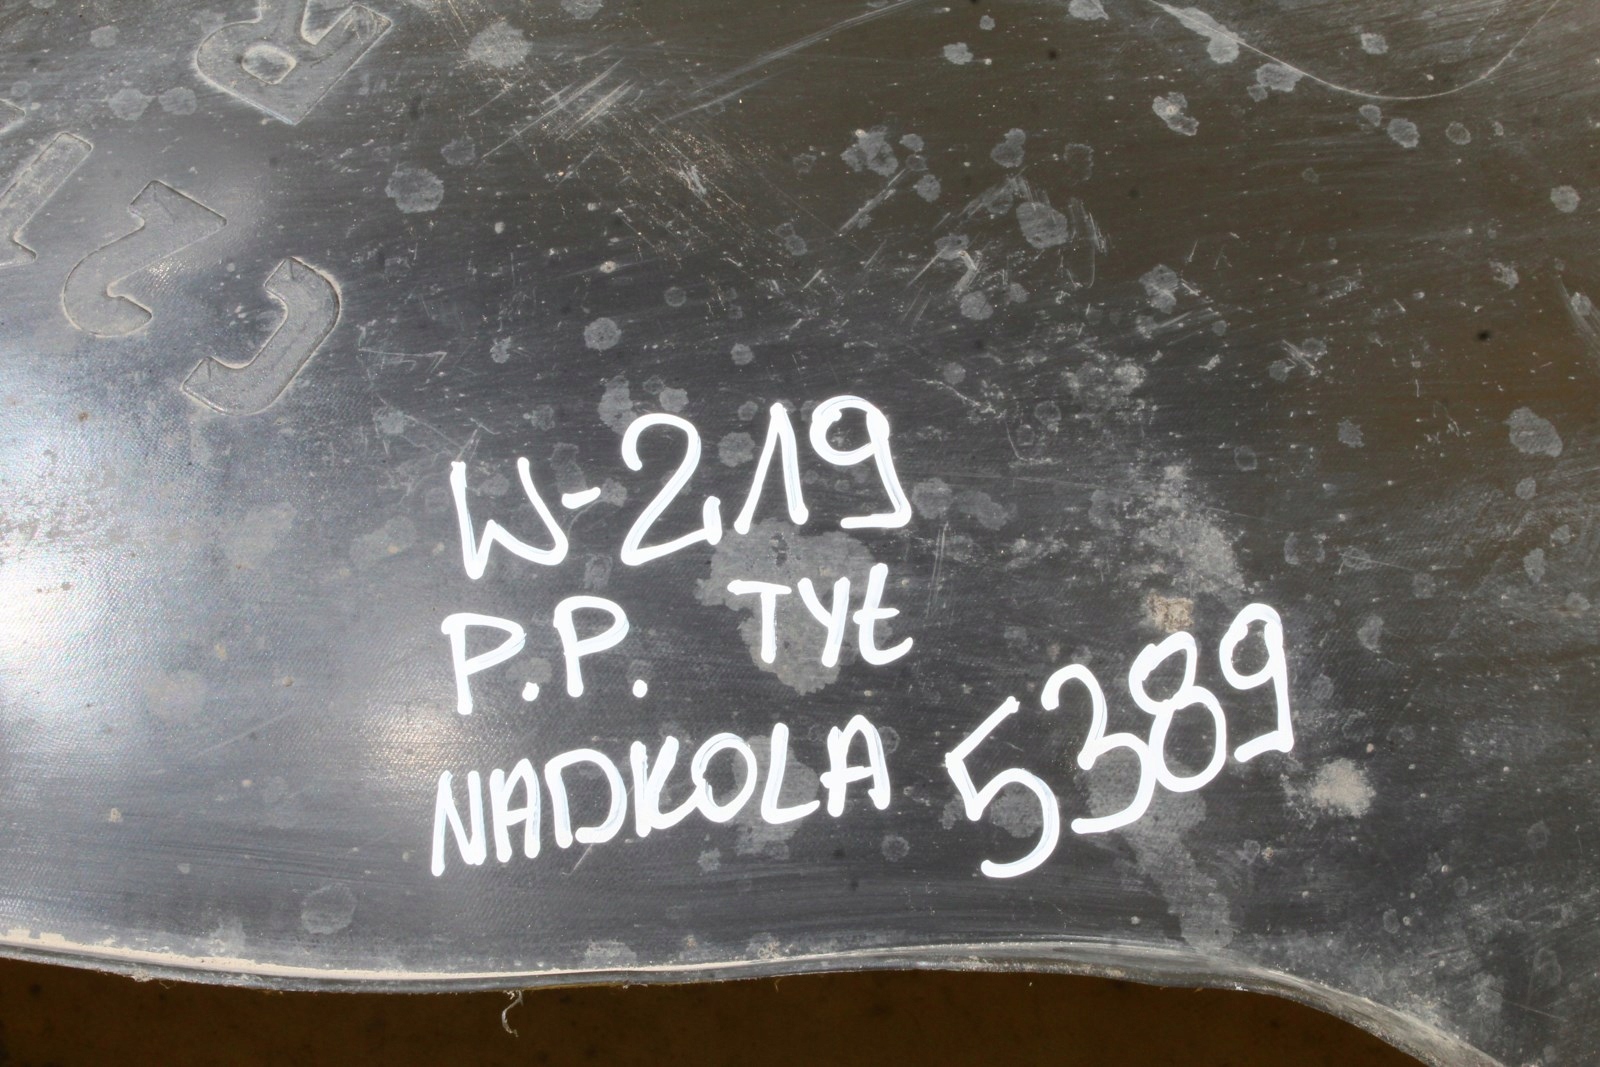 W-219
P.P. TYŁ
NADKOLA 5389